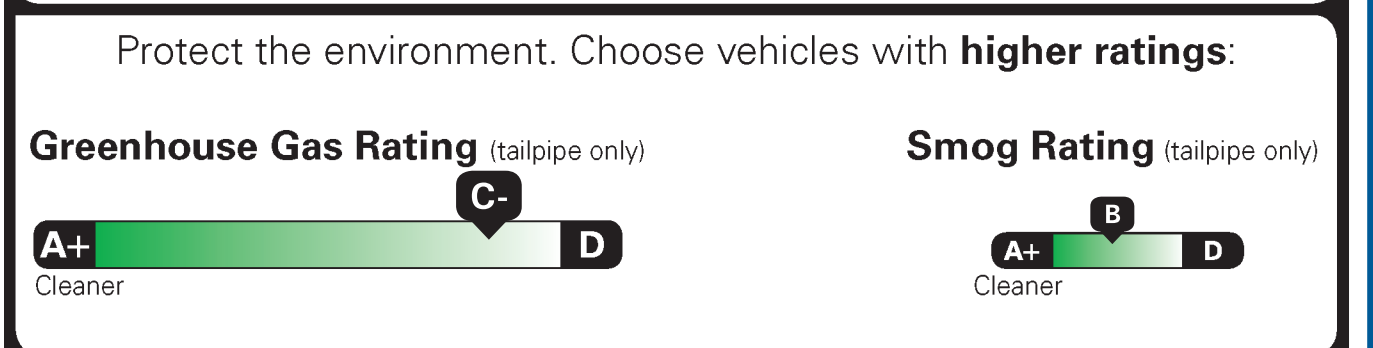 Protect the environment. Choose vehicles with higher ratings:
Greenhouse Gas Rating (tailpipe only)
C-
A+ D
Cleaner
Smog Rating (tailpipe only)
B
A+ D
Cleaner